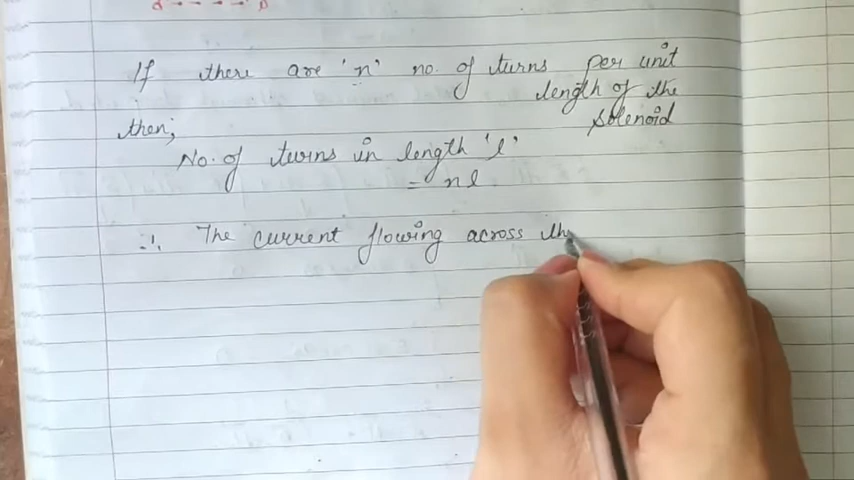 a → → → → b
If there are 'n' no. of turns per unit
length of the
then; solenoid
No. of turns in length 'l'
= nl
∴ The current flowing across th